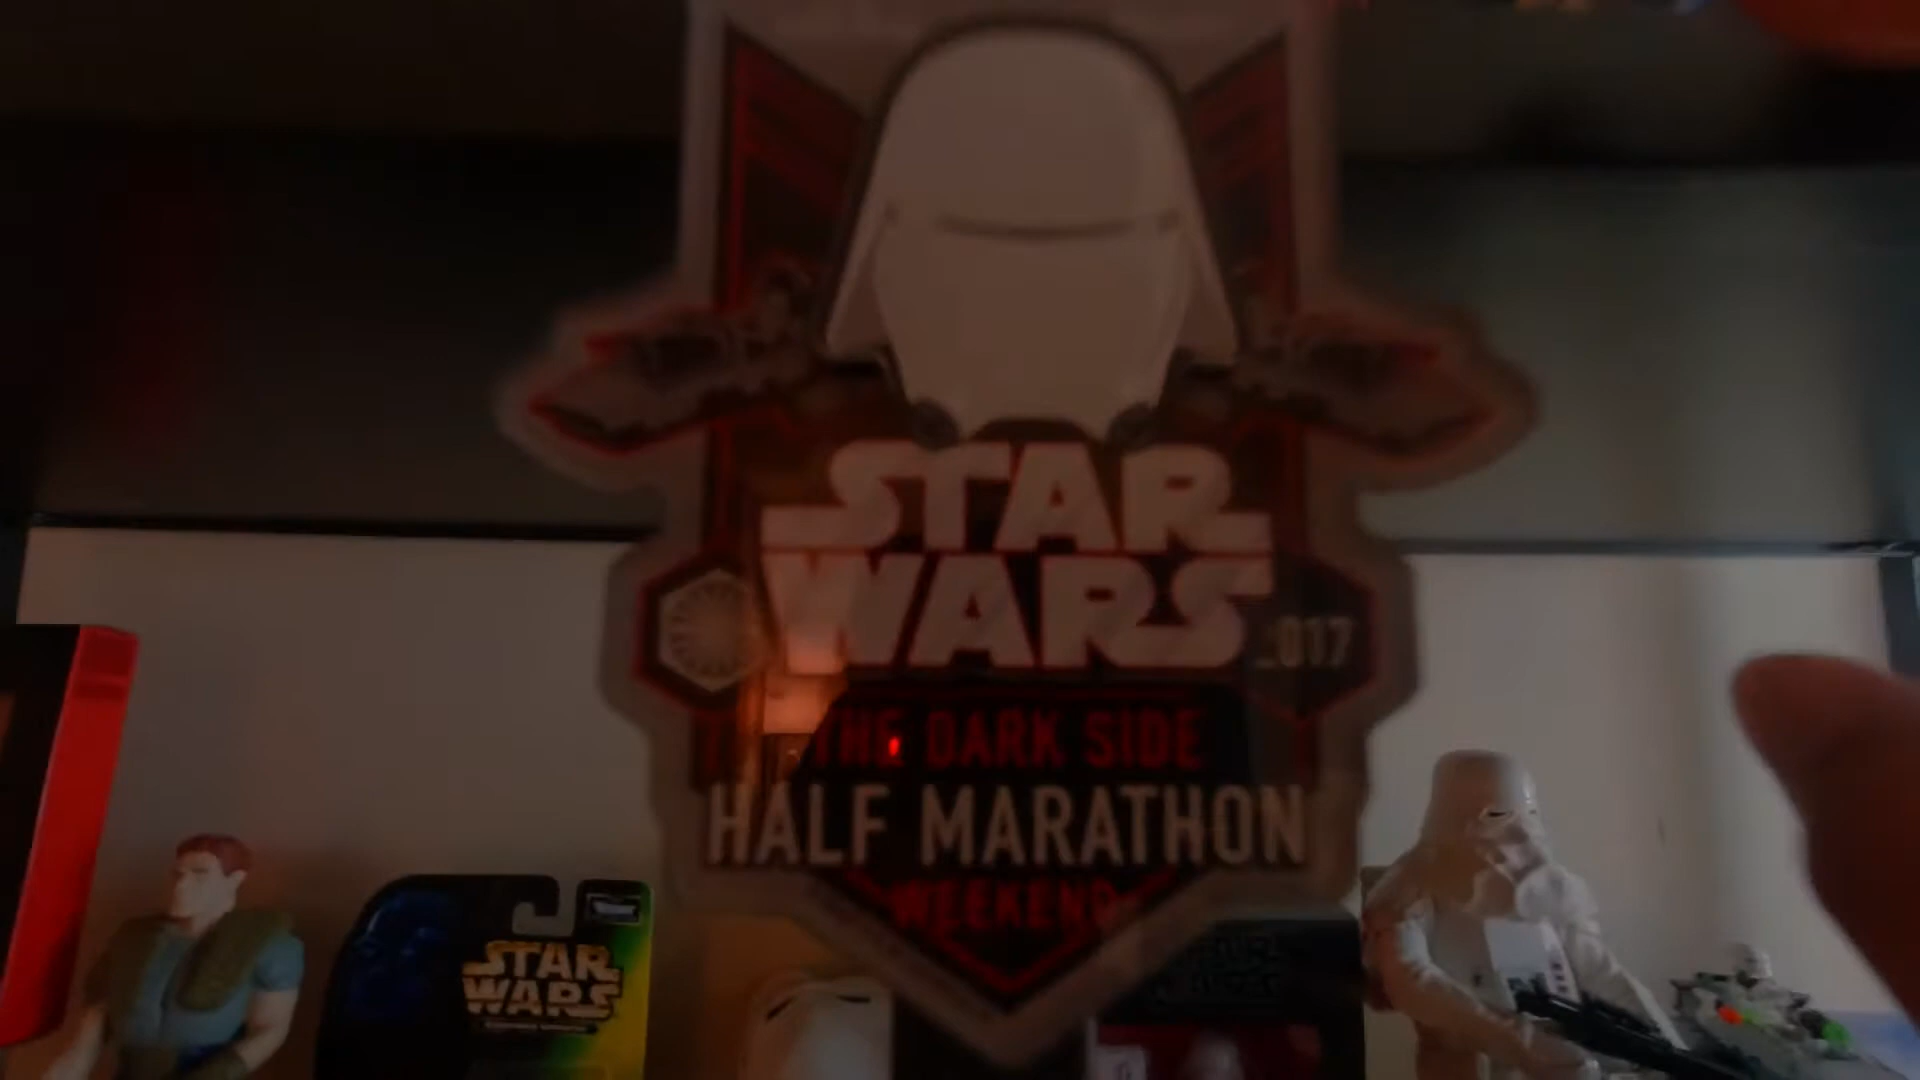 STAR
WARS
2017
THE DARK SIDE
HALF MARATHON
WEEKEND
STAR
WARS